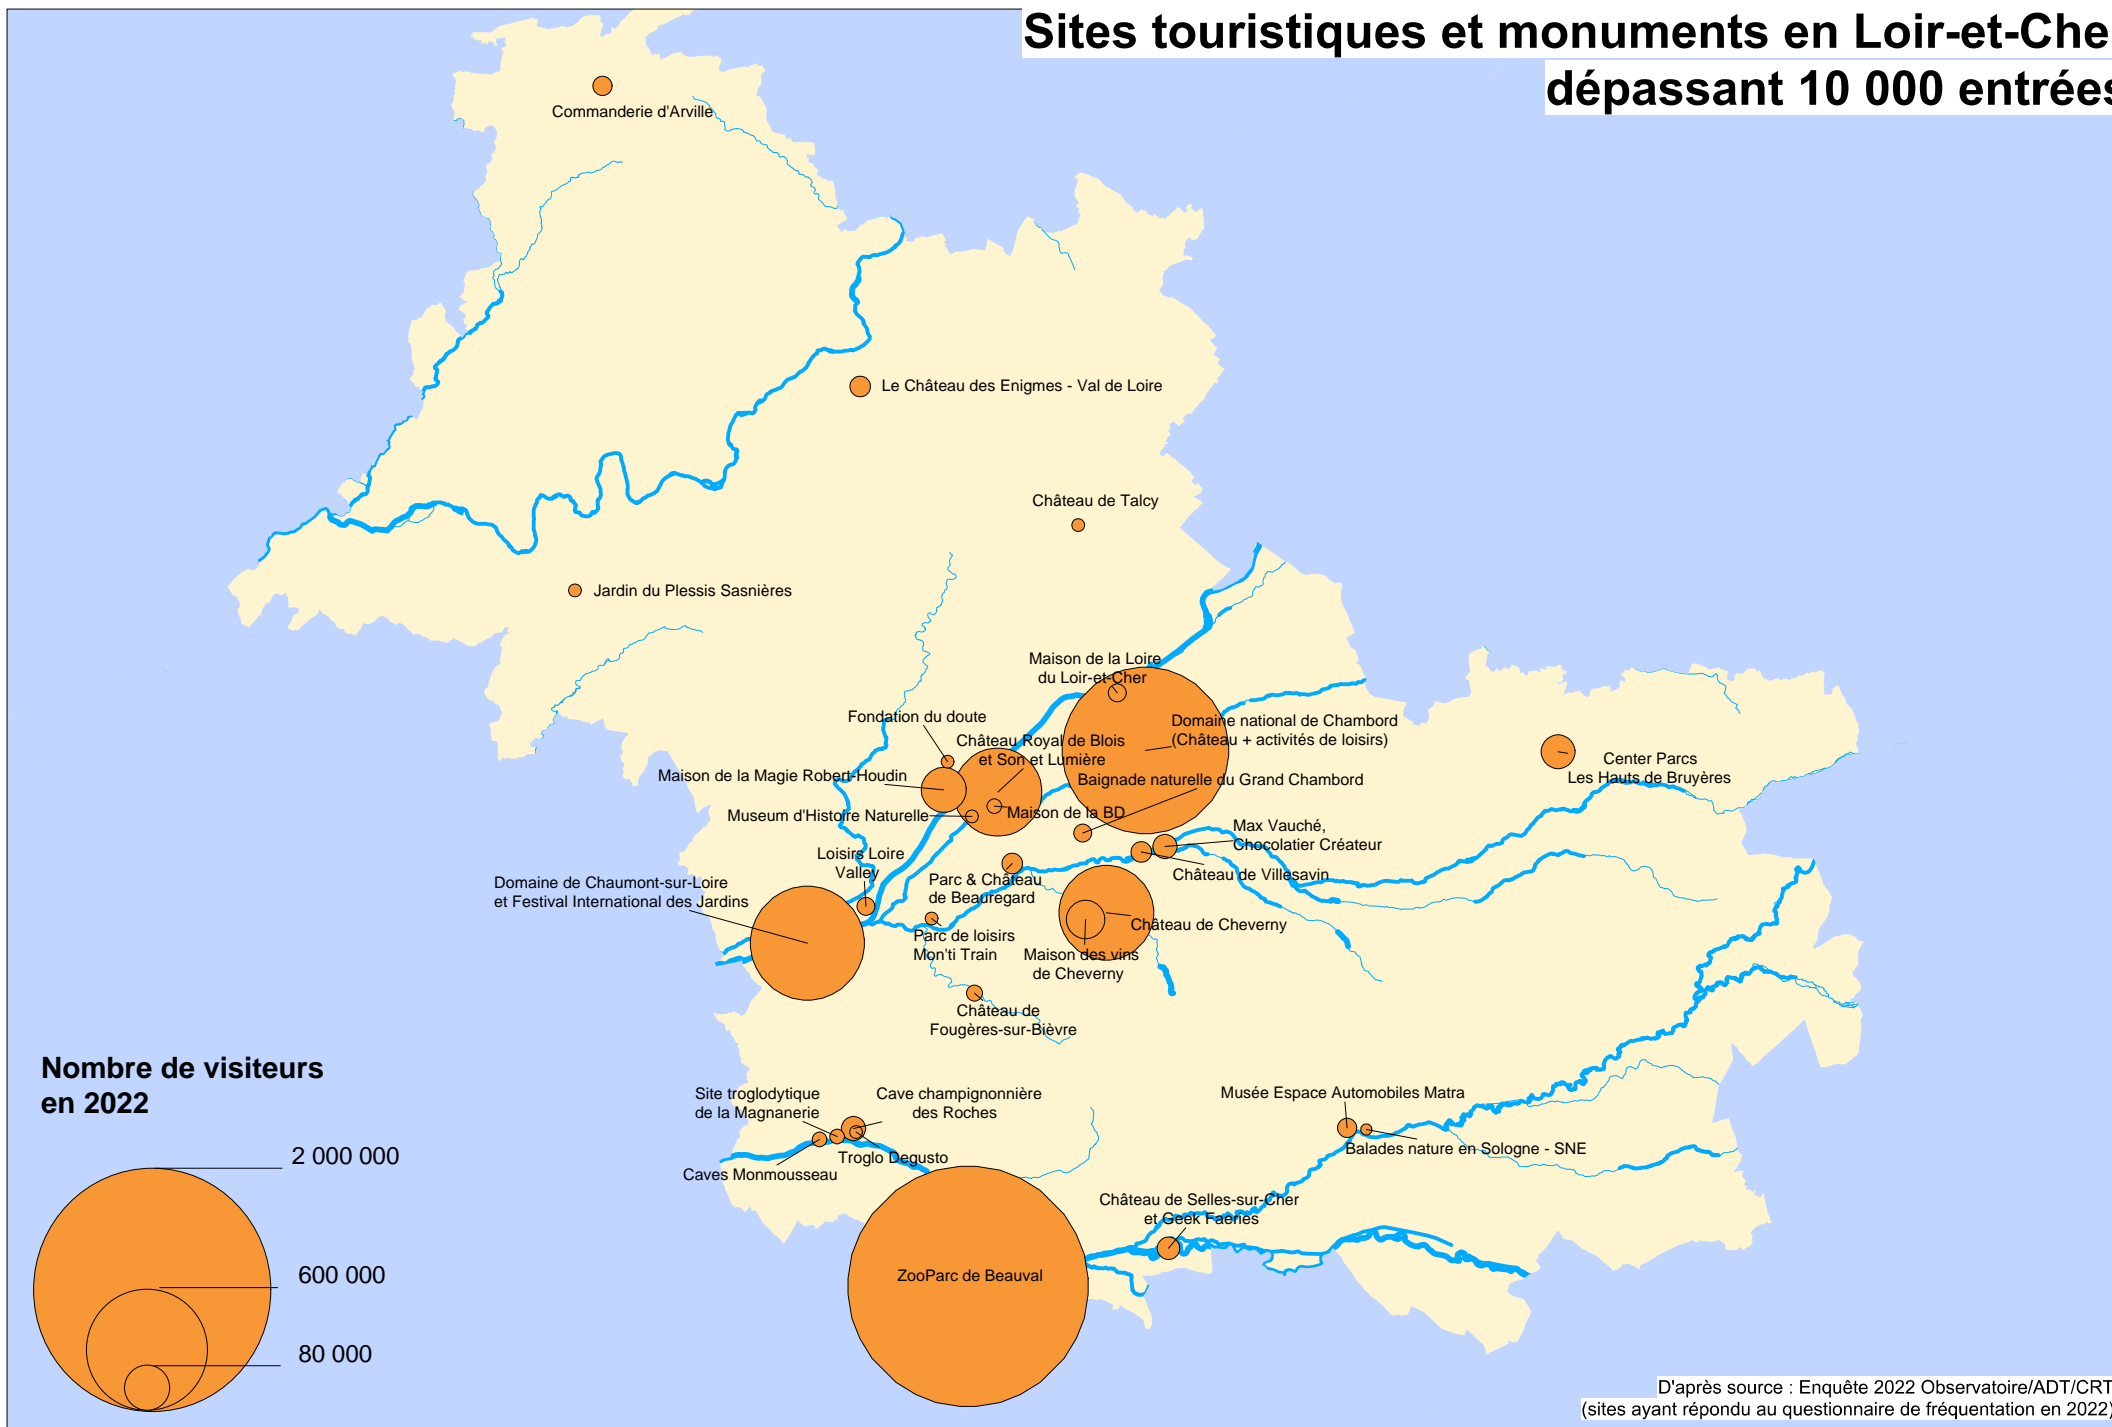 Sites touristiques et monuments en Loir-et-Che
dépassant 10 000 entrées
Commanderie d'Arville
Le Château des Enigmes - Val de Loire
Château de Talcy
Jardin du Plessis Sasnières
Maison de la Loire
du Loir-et-Cher
Fondation du doute
Domaine national de Chambord
(Château + activités de loisirs)
Château Royal de Blois
et Son et Lumière
Center Parcs
Les Hauts de Bruyères
Maison de la Magie Robert-Houdin
Baignade naturelle du Grand Chambord
Museum d'Histoire Naturelle
Maison de la BD
Max Vauché,
Chocolatier Créateur
Loisirs Loire
Valley
Château de Villesavin
Parc & Château
de Beauregard
Domaine de Chaumont-sur-Loire
et Festival International des Jardins
Château de Cheverny
Parc de loisirs
Mon'ti Train
Maison des vins
de Cheverny
Château de
Fougères-sur-Bièvre
Nombre de visiteurs
en 2022
2 000 000
600 000
80 000
Site troglodytique
de la Magnanerie
Cave champignonnière
des Roches
Musée Espace Automobiles Matra
Balades nature en Sologne - SNE
Troglo Degusto
Caves Monmousseau
Château de Selles-sur-Cher
et Geek Faeries
ZooParc de Beauval
D'après source : Enquête 2022 Observatoire/ADT/CRT
(sites ayant répondu au questionnaire de fréquentation en 2022)